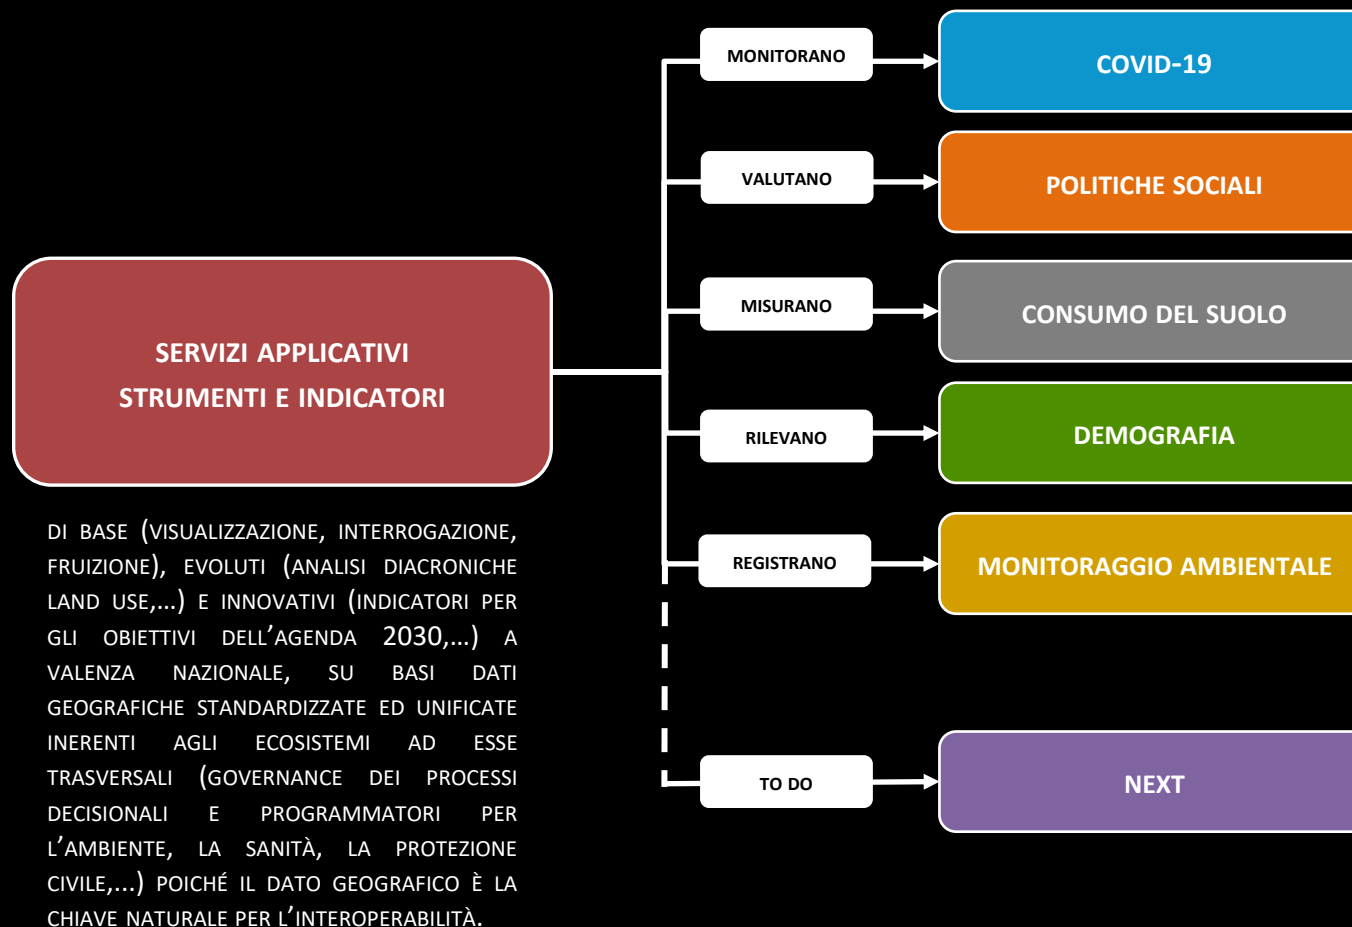 MONITORANO
COVID-19
VALUTANO
POLITICHE SOCIALI
MISURANO
CONSUMO DEL SUOLO
SERVIZI APPLICATIVI
STRUMENTI E INDICATORI
RILEVANO
DEMOGRAFIA
REGISTRANO
MONITORAGGIO AMBIENTALE
TO DO
NEXT
DI BASE (VISUALIZZAZIONE, INTERROGAZIONE,
FRUIZIONE), EVOLUTI (ANALISI DIACRONICHE
LAND USE,...) E INNOVATIVI (INDICATORI PER
GLI OBIETTIVI DELL'AGENDA 2030,...) A
VALENZA NAZIONALE, SU BASI DATI
GEOGRAFICHE STANDARDIZZATE ED UNIFICATE
INERENTI AGLI ECOSISTEMI AD ESSE
TRASVERSALI (GOVERNANCE DEI PROCESSI
DECISIONALI E PROGRAMMATORI PER
L'AMBIENTE, LA SANITÀ, LA PROTEZIONE
CIVILE,...) POICHÉ IL DATO GEOGRAFICO È LA
CHIAVE NATURALE PER L'INTEROPERABILITÀ.